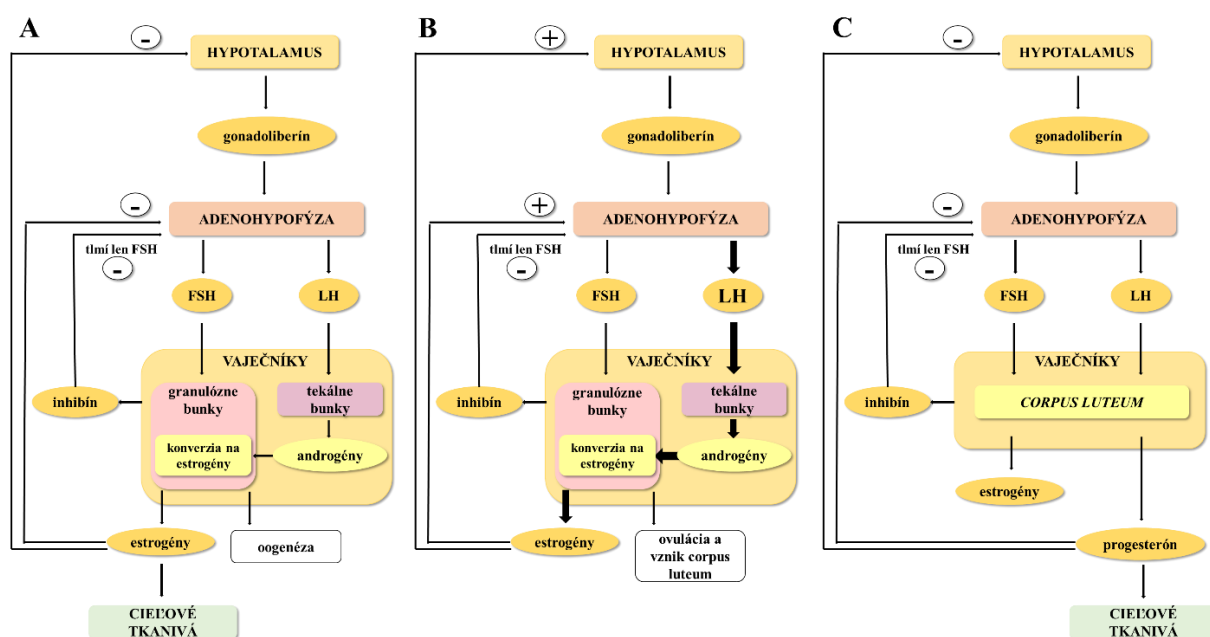 A
-
HYPOTALAMUS
gonadoliberín
-
ADENOHYPOFÝZA
tlmí len FSH
-
FSH
LH
VAJEČNÍKY
inhibín
granulózne
bunky
tekálne
bunky
konverzia na
estrogény
androgény
estrogény
oogenéza
CIEĽOVÉ
TKANIVÁ
B
+
HYPOTALAMUS
gonadoliberín
+
ADENOHYPOFÝZA
tlmí len FSH
-
FSH
LH
VAJEČNÍKY
inhibín
granulózne
bunky
tekálne
bunky
konverzia na
estrogény
androgény
estrogény
ovulácia a
vznik corpus
luteum
C
-
HYPOTALAMUS
gonadoliberín
-
ADENOHYPOFÝZA
tlmí len FSH
-
FSH
LH
VAJEČNÍKY
inhibín
CORPUS LUTEUM
estrogény
progesterón
CIEĽOVÉ
TKANIVÁ